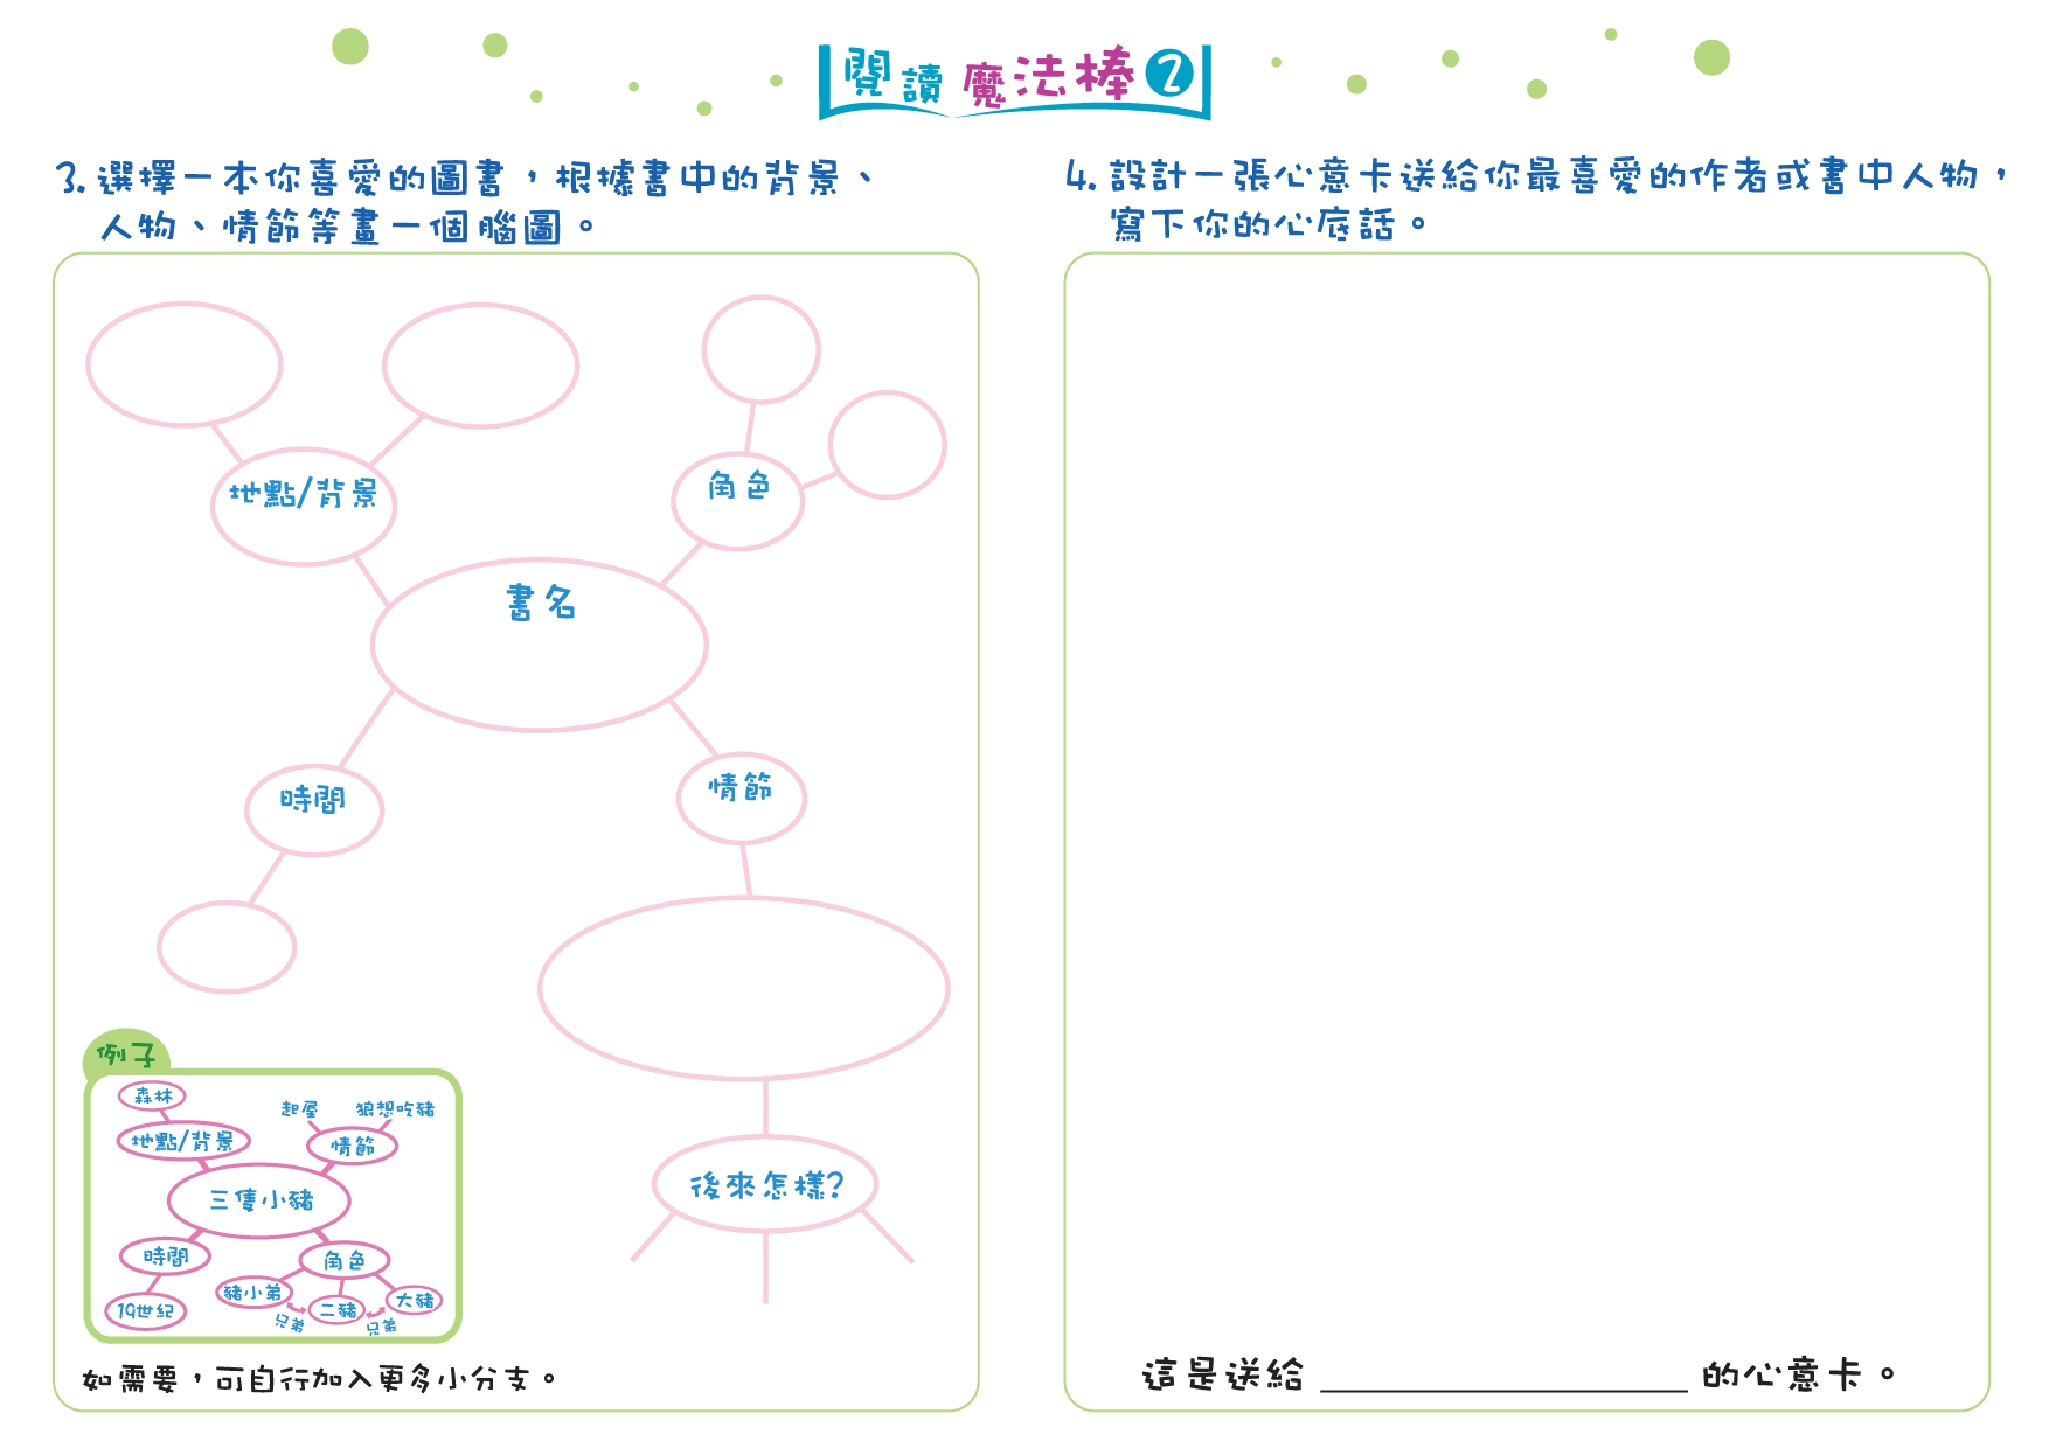 閱讀魔法棒2
3. 選擇一本你喜愛的圖書，根據書中的背景、
人物、情節等畫一個腦圖。
地點/背景
角色
書名
時間
情節
後來怎樣?
例子
森林
起屋
狼想吃豬
地點/背景
情節
三隻小豬
時間
角色
豬小弟
二豬
大豬
19世紀
兄弟
兄弟
如需要，可自行加入更多小分支。
4. 設計一張心意卡送給你最喜愛的作者或書中人物，
寫下你的心底話。
這是送給 ____________________ 的心意卡。